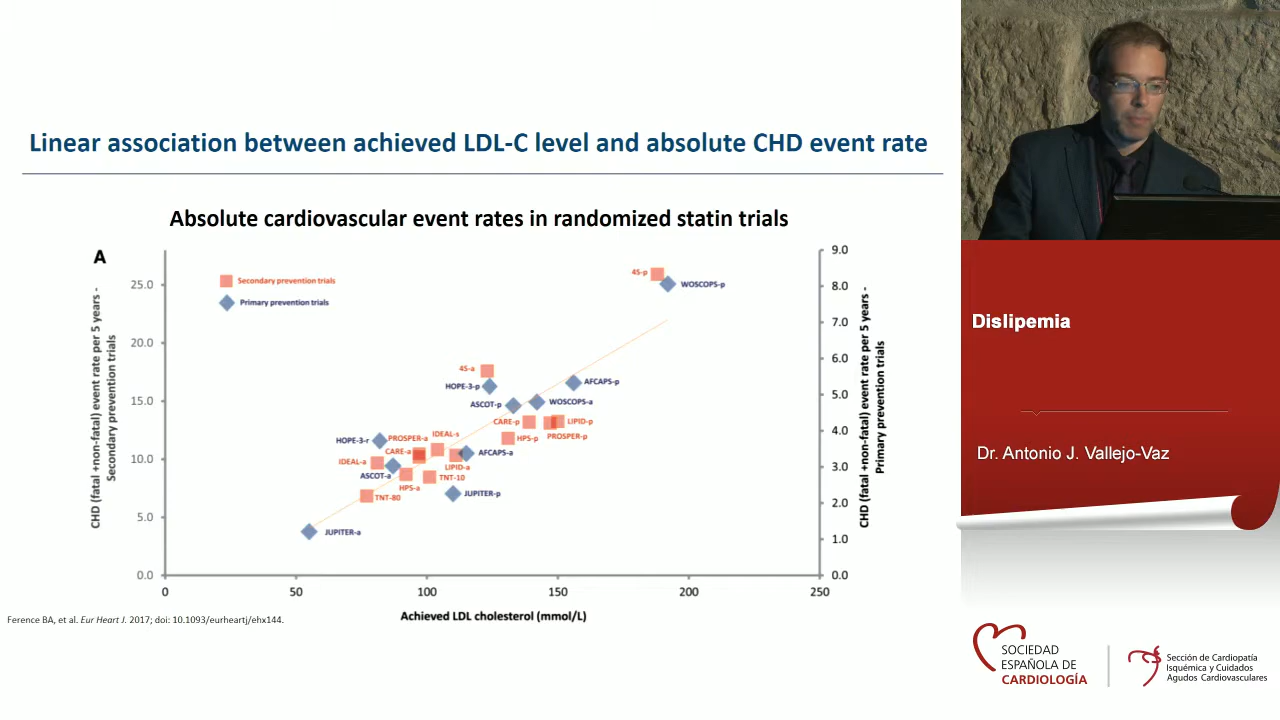 Linear association between achieved LDL-C level and absolute CHD event rate
Absolute cardiovascular event rates in randomized statin trials
A
Secondary prevention trials
Primary prevention trials
CHD (fatal +non-fatal) event rate per 5 years -
Secondary prevention trials
25.0
20.0
15.0
10.0
5.0
0.0
9.0
8.0
7.0
6.0
5.0
4.0
3.0
2.0
1.0
0.0
CHD (fatal +non-fatal) event rate per 5 years -
Primary prevention trials
4S-p
WOSCOPS-p
4S-a
HOPE-3-p
AFCAPS-p
ASCOT-p
WOSCOPS-a
CARE-p
LIPID-p
HPS-p
PROSPER-p
HOPE-3-r
PROSPER-a
IDEAL-s
CARE-a
AFCAPS-a
IDEAL-a
LIPID-a
ASCOT-a
TNT-10
HPS-a
TNT-80
JUPITER-p
JUPITER-a
0
50
100
150
200
250
Achieved LDL cholesterol (mmol/L)
Ference BA, et al. Eur Heart J. 2017; doi: 10.1093/eurheartj/ehx144.
Dislipemia
Dr. Antonio J. Vallejo-Vaz
SOCIEDAD
ESPAÑOLA DE
CARDIOLOGÍA
Sección de Cardiopatía
Isquémica y Cuidados
Agudos Cardiovasculares